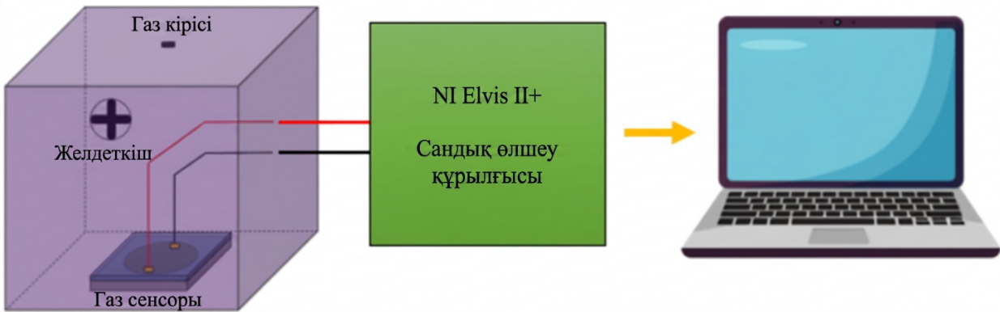 Газ кірісі
Желдеткіш
Газ сенсоры
NI Elvis II+
Сандық өлшеу
құрылғысы